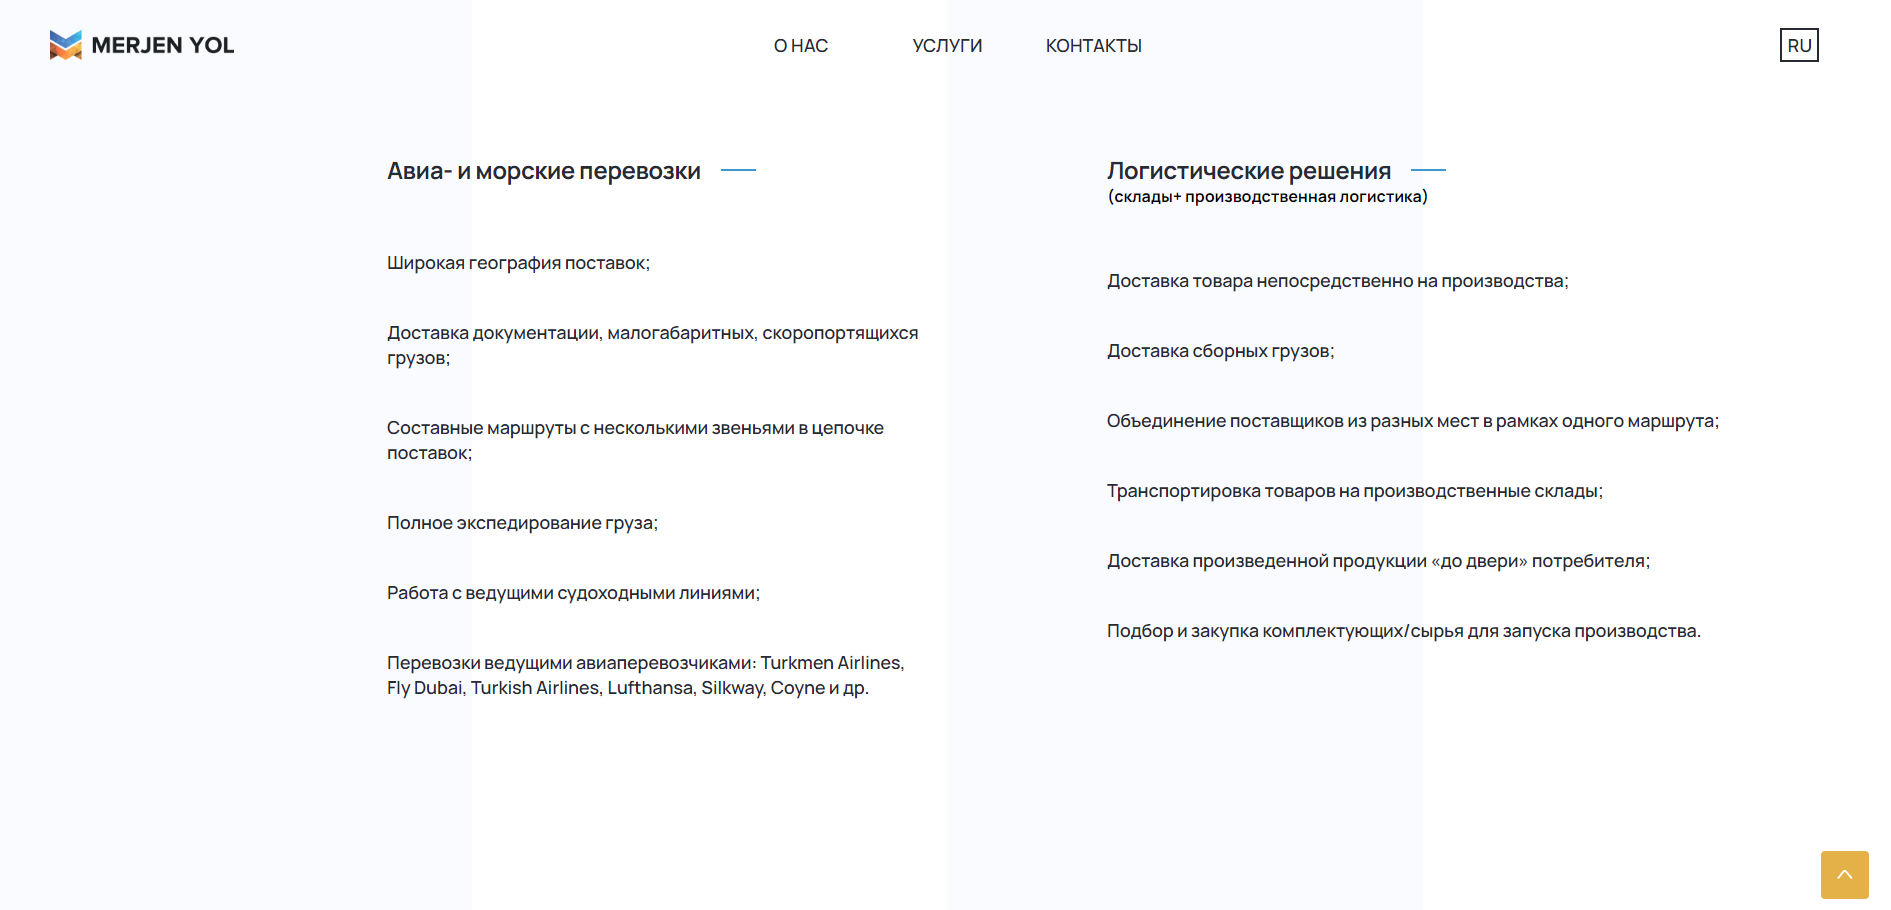 MERJEN YOL
О НАС
УСЛУГИ
КОНТАКТЫ
RU
Авиа- и морские перевозки
Широкая география поставок;
Доставка документации, малогабаритных, скоропортящихся
грузов;
Составные маршруты с несколькими звеньями в цепочке
поставок;
Полное экспедирование груза;
Работа с ведущими судоходными линиями;
Перевозки ведущими авиаперевозчиками: Turkmen Airlines,
Fly Dubai, Turkish Airlines, Lufthansa, Silkway, Coyne и др.
Логистические решения
(склады+ производственная логистика)
Доставка товара непосредственно на производства;
Доставка сборных грузов;
Объединение поставщиков из разных мест в рамках одного маршрута;
Транспортировка товаров на производственные склады;
Доставка произведенной продукции «до двери» потребителя;
Подбор и закупка комплектующих/сырья для запуска производства.